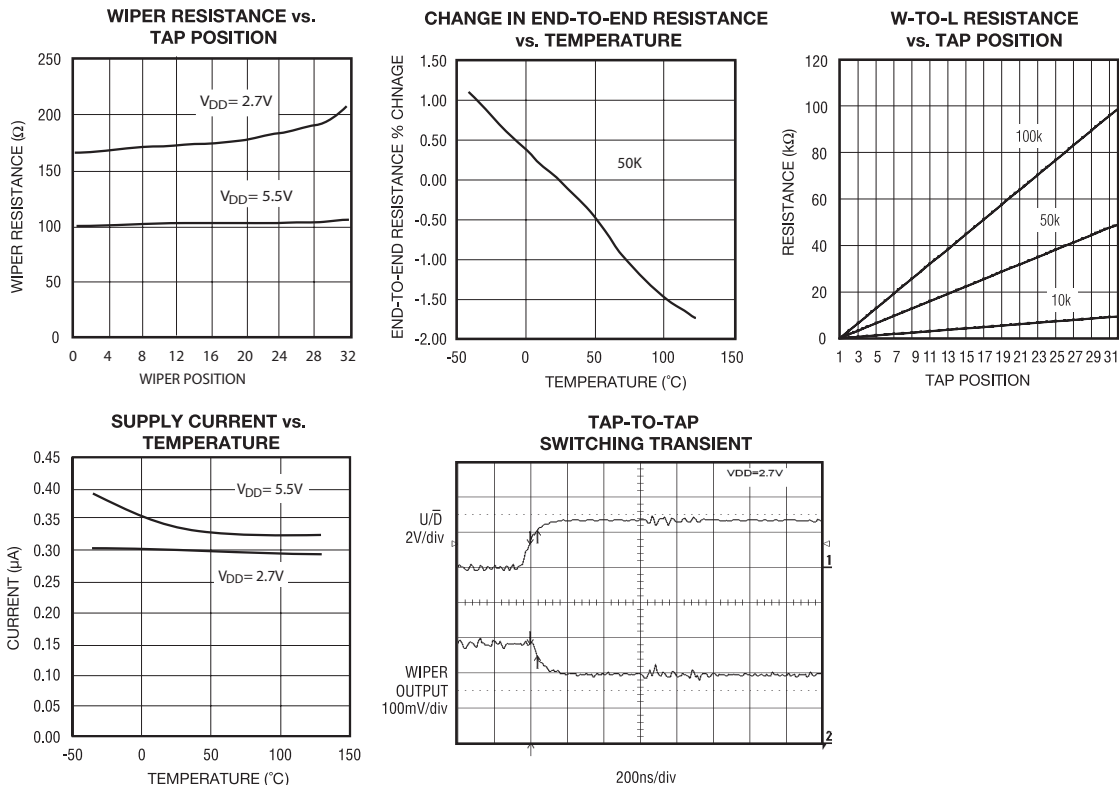 WIPER RESISTANCE vs.
TAP POSITION
250
200
150
100
50
0
WIPER RESISTANCE (Ω)
VDD= 2.7V
VDD= 5.5V
0 4 8 12 16 20 24 28 32
WIPER POSITION
CHANGE IN END-TO-END RESISTANCE
vs. TEMPERATURE
1.50
1.00
0.50
0.00
-0.50
-1.00
-1.50
-2.00
END-TO-END RESISTANCE % CHNAGE
50K
-50 0 50 100 150
TEMPERATURE (°C)
W-TO-L RESISTANCE
vs. TAP POSITION
120
100
80
60
40
20
0
RESISTANCE (kΩ)
100k
50k
10k
1 3 5 7 9 11 13 15 17 19 21 23 25 27 29 31
TAP POSITION
SUPPLY CURRENT vs.
TEMPERATURE
0.45
0.40
0.35
0.30
0.25
0.20
0.15
0.10
0.05
0.00
CURRENT (µA)
VDD= 5.5V
VDD= 2.7V
-50 0 50 100 150
TEMPERATURE (°C)
TAP-TO-TAP
SWITCHING TRANSIENT
VDD=2.7V
U/D̅
2V/div
1
WIPER
OUTPUT
100mV/div
2
200ns/div